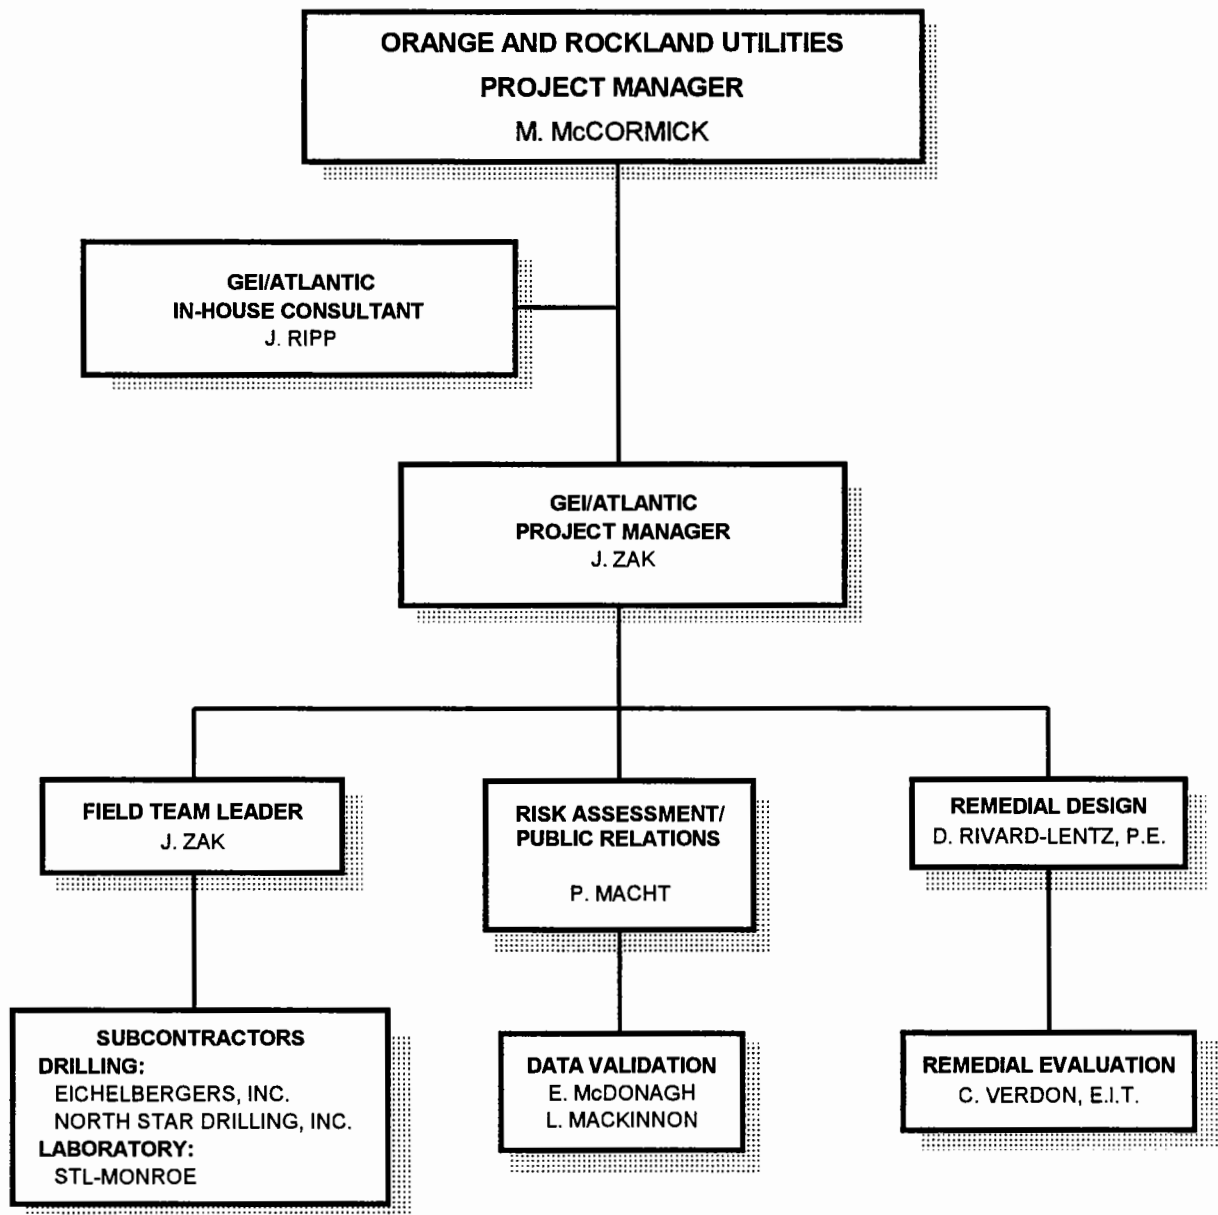 ORANGE AND ROCKLAND UTILITIES
PROJECT MANAGER
M. McCORMICK
GEI/ATLANTIC
IN-HOUSE CONSULTANT
J. RIPP
GEI/ATLANTIC
PROJECT MANAGER
J. ZAK
FIELD TEAM LEADER
J. ZAK
RISK ASSESSMENT/
PUBLIC RELATIONS
P. MACHT
REMEDIAL DESIGN
D. RIVARD-LENTZ, P.E.
SUBCONTRACTORS
DRILLING:
EICHELBERGERS, INC.
NORTH STAR DRILLING, INC.
LABORATORY:
STL-MONROE
DATA VALIDATION
E. McDONAGH
L. MACKINNON
REMEDIAL EVALUATION
C. VERDON, E.I.T.